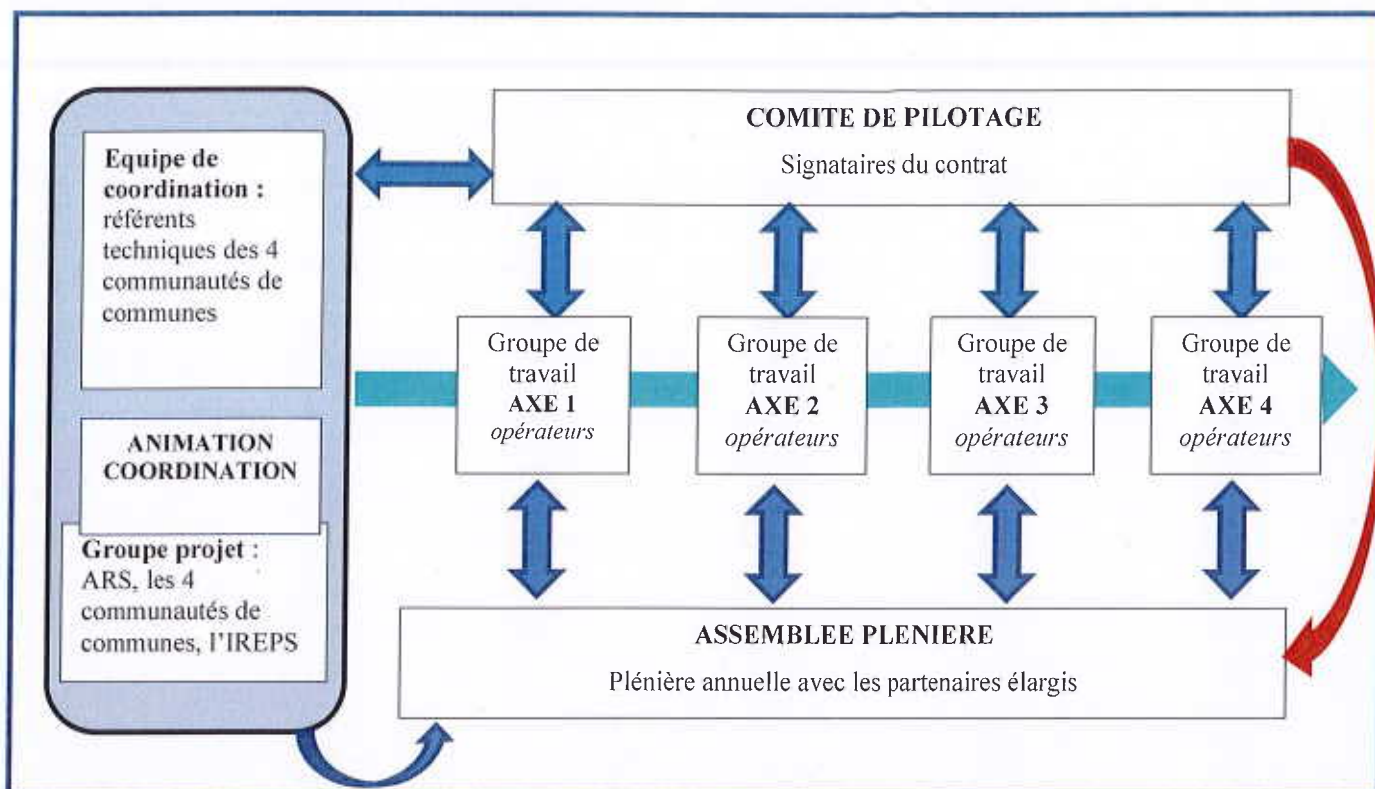 COMITE DE PILOTAGE
Signataires du contrat
Equipe de
coordination :
référents
techniques des 4
communautés de
communes
ANIMATION
COORDINATION
Groupe projet :
ARS, les 4
communautés de
communes, l'IREPS
Groupe de
travail
AXE 1
opérateurs
Groupe de
travail
AXE 2
opérateurs
Groupe de
travail
AXE 3
opérateurs
Groupe de
travail
AXE 4
opérateurs
ASSEMBLEE PLENIERE
Plénière annuelle avec les partenaires élargis